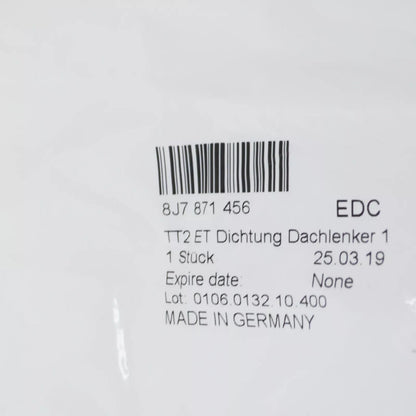 8J7 871 456 EDC
TT2 ET Dichtung Dachlenker 1
1 Stück 25.03.19
Expire date: None
Lot: 0106.0132.10.400
MADE IN GERMANY